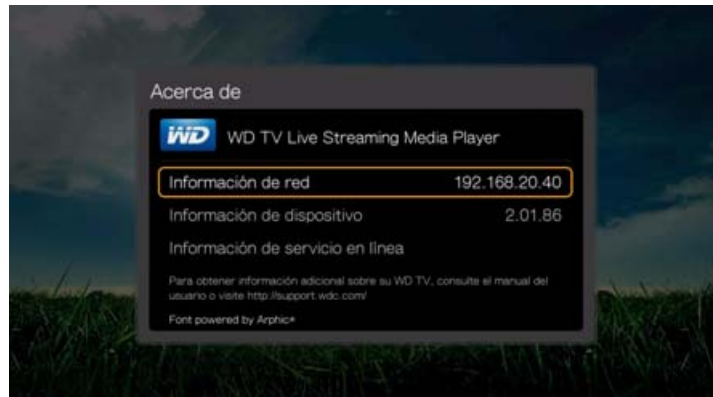 Acerca de
WD WD TV Live Streaming Media Player
Información de red 192.168.20.40
Información de dispositivo 2.01.86
Información de servicio en línea
Para obtener información adicional sobre su WD TV, consulte el manual del
usuario o visite http://support.wdc.com/
Font powered by Arphic®